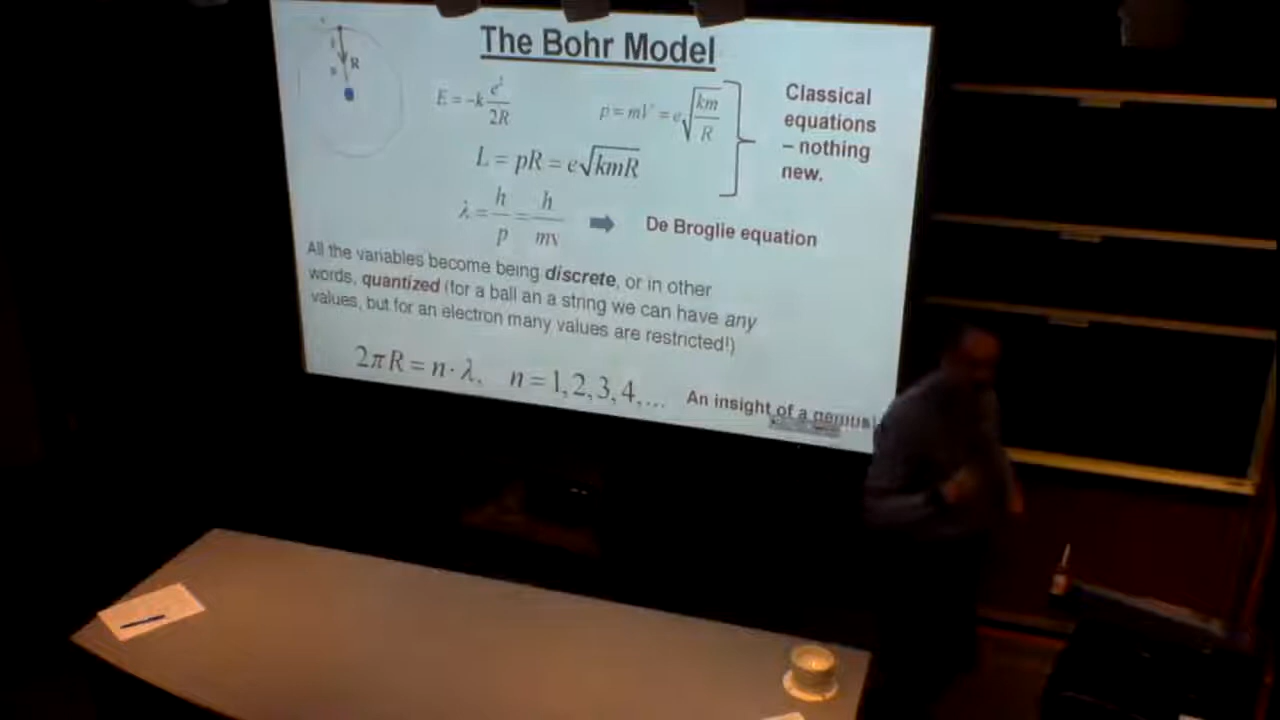 The Bohr Model
R
E = -k e²/2R
p = mV = e√(km/R)
Classical
equations
– nothing
new.
L = pR = e√kmR
λ = h/p = h/mv
De Broglie equation
All the variables become being discrete, or in other
words, quantized (for a ball an a string we can have any
values, but for an electron many values are restricted!)
2πR = n·λ, n = 1, 2, 3, 4, ...
An insight of a genius!